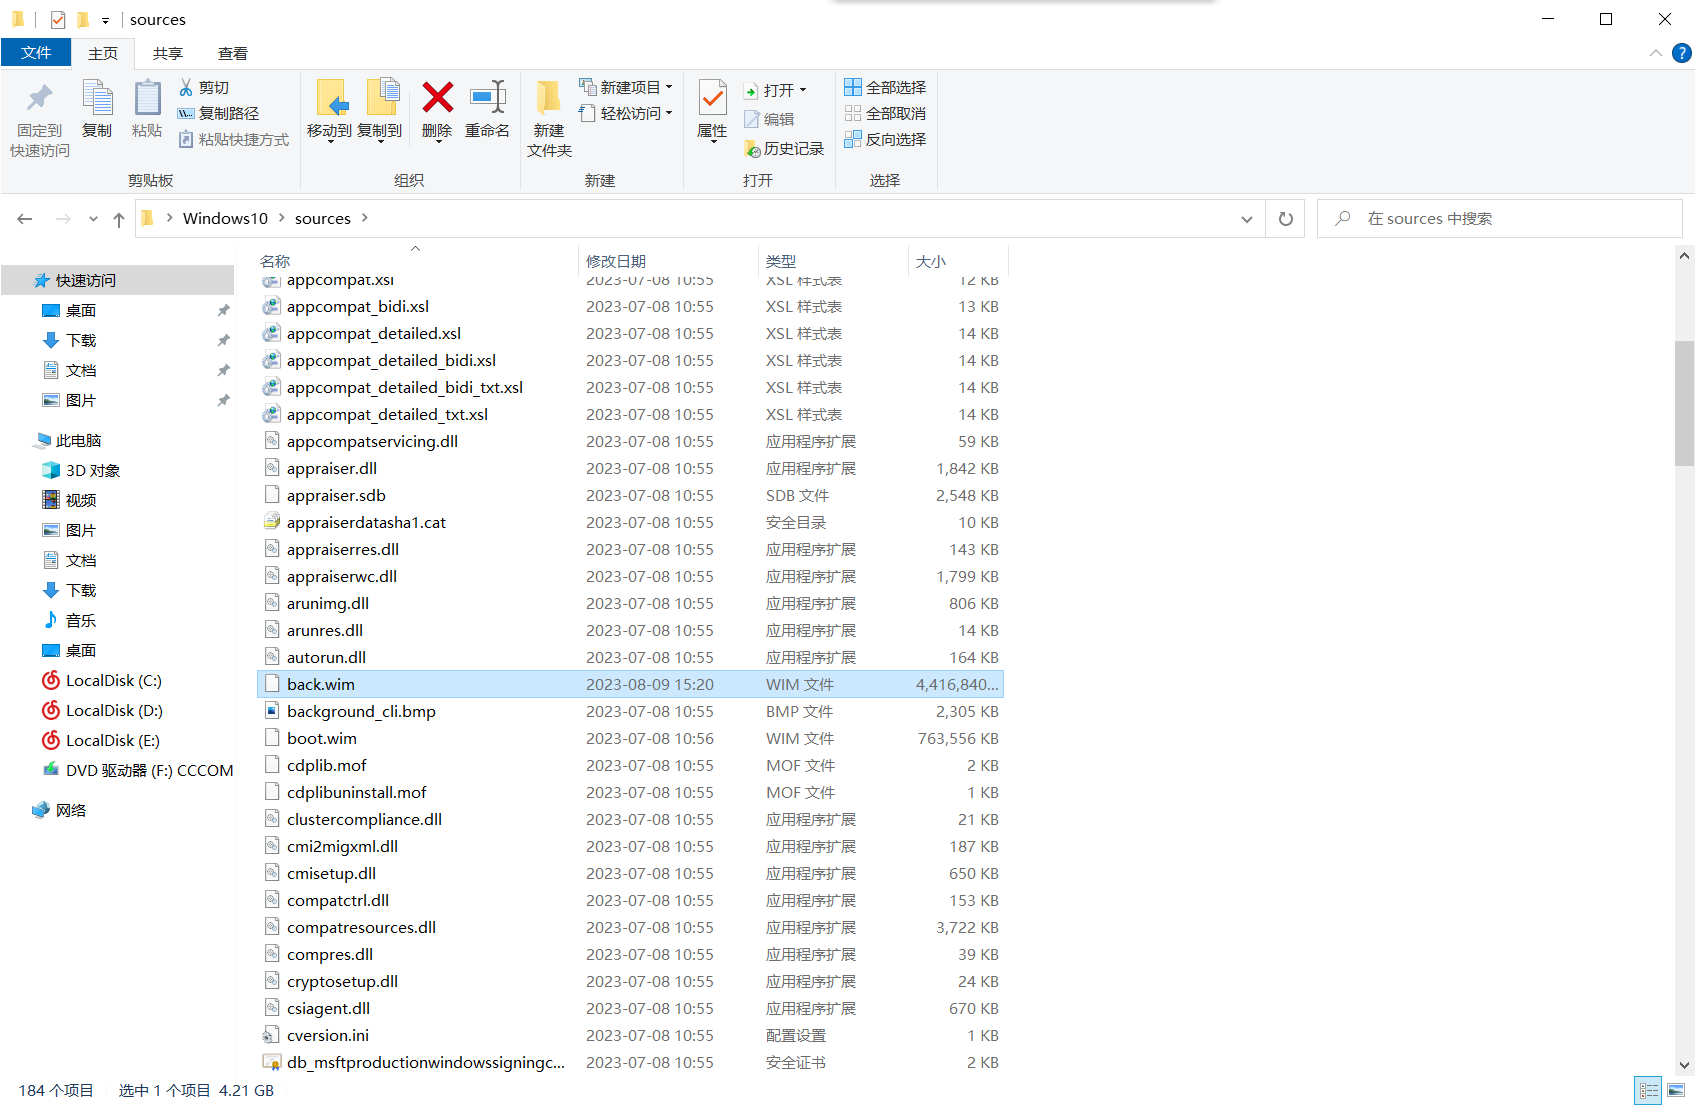 sources
文件 主页 共享 查看
固定到
快速访问
复制
粘贴
剪切
复制路径
粘贴快捷方式
剪贴板
移动到
复制到
删除
重命名
组织
新建
文件夹
新建项目
轻松访问
新建
属性
打开
编辑
历史记录
打开
全部选择
全部取消
反向选择
选择
Windows10 sources
在 sources 中搜索
快速访问
桌面
下载
文档
图片
此电脑
3D 对象
视频
图片
文档
下载
音乐
桌面
LocalDisk (C:)
LocalDisk (D:)
LocalDisk (E:)
DVD 驱动器 (F:) CCCOM
网络
名称 修改日期 类型 大小
appcompat.xsl 2023-07-08 10:55 XSL 样式表 12 KB
appcompat_bidi.xsl 2023-07-08 10:55 XSL 样式表 13 KB
appcompat_detailed.xsl 2023-07-08 10:55 XSL 样式表 14 KB
appcompat_detailed_bidi.xsl 2023-07-08 10:55 XSL 样式表 14 KB
appcompat_detailed_bidi_txt.xsl 2023-07-08 10:55 XSL 样式表 14 KB
appcompat_detailed_txt.xsl 2023-07-08 10:55 XSL 样式表 14 KB
appcompatservicing.dll 2023-07-08 10:55 应用程序扩展 59 KB
appraiser.dll 2023-07-08 10:55 应用程序扩展 1,842 KB
appraiser.sdb 2023-07-08 10:55 SDB 文件 2,548 KB
appraiserdatasha1.cat 2023-07-08 10:55 安全目录 10 KB
appraiserres.dll 2023-07-08 10:55 应用程序扩展 143 KB
appraiserwc.dll 2023-07-08 10:55 应用程序扩展 1,799 KB
arunimg.dll 2023-07-08 10:55 应用程序扩展 806 KB
arunres.dll 2023-07-08 10:55 应用程序扩展 14 KB
autorun.dll 2023-07-08 10:55 应用程序扩展 164 KB
back.wim 2023-08-09 15:20 WIM 文件 4,416,840...
background_cli.bmp 2023-07-08 10:55 BMP 文件 2,305 KB
boot.wim 2023-07-08 10:56 WIM 文件 763,556 KB
cdplib.mof 2023-07-08 10:55 MOF 文件 2 KB
cdplibuninstall.mof 2023-07-08 10:55 MOF 文件 1 KB
clustercompliance.dll 2023-07-08 10:55 应用程序扩展 21 KB
cmi2migxml.dll 2023-07-08 10:55 应用程序扩展 187 KB
cmisetup.dll 2023-07-08 10:55 应用程序扩展 650 KB
compatctrl.dll 2023-07-08 10:55 应用程序扩展 153 KB
compatresources.dll 2023-07-08 10:55 应用程序扩展 3,722 KB
compres.dll 2023-07-08 10:55 应用程序扩展 39 KB
cryptosetup.dll 2023-07-08 10:55 应用程序扩展 24 KB
csiagent.dll 2023-07-08 10:55 应用程序扩展 670 KB
cversion.ini 2023-07-08 10:55 配置设置 1 KB
db_msftproductionwindowssigningc... 2023-07-08 10:55 安全证书 2 KB
184 个项目 选中 1 个项目 4.21 GB